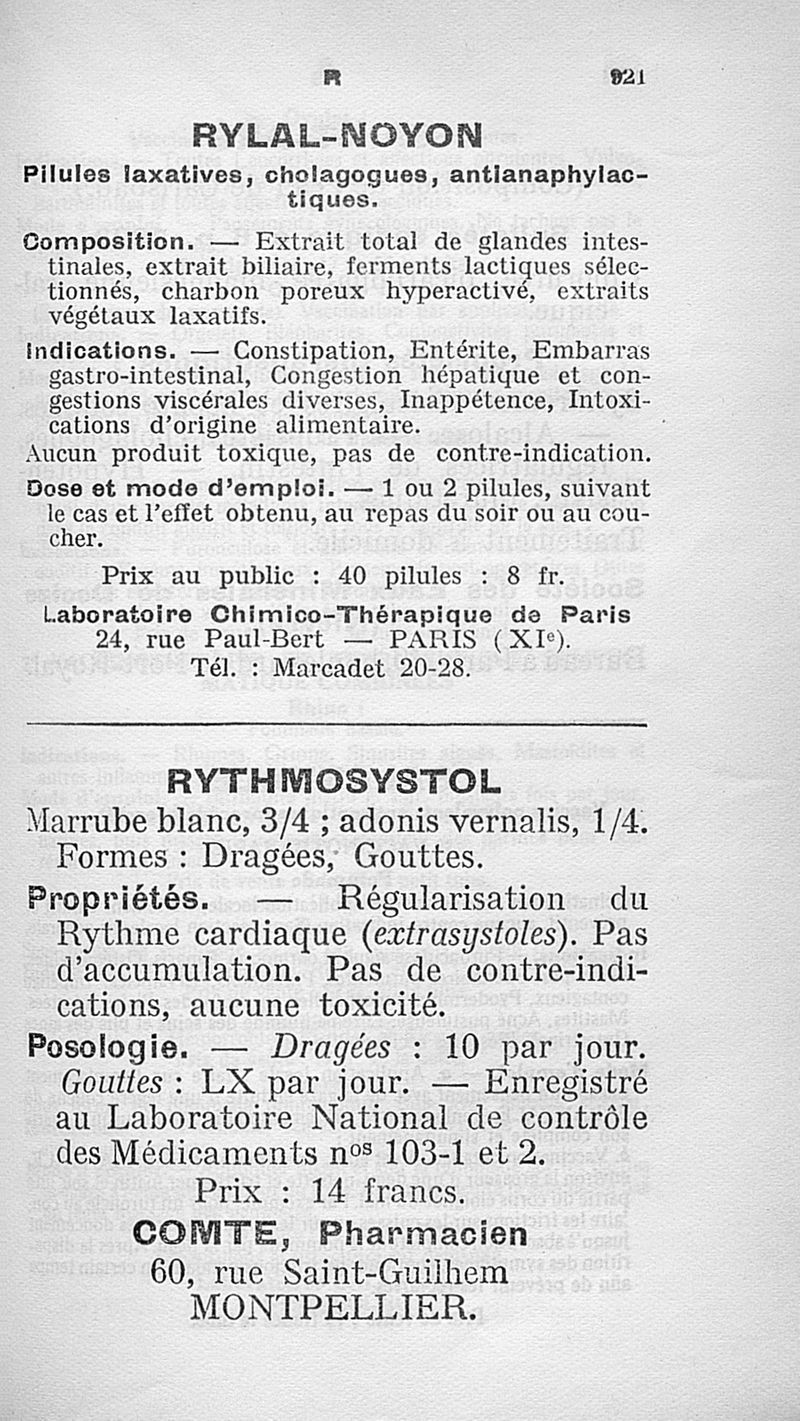 R 921
RYLAL-NOYON
Pilules laxatives, cholagogues, antianaphylac-
tiques.
Composition. — Extrait total de glandes intes-
tinales, extrait biliaire, ferments lactiques sélec-
tionnés, charbon poreux hyperactivé, extraits
végétaux laxatifs.
Indications. — Constipation, Entérite, Embarras
gastro-intestinal, Congestion hépatique et con-
gestions viscérales diverses, Inappétence, Intoxi-
cations d'origine alimentaire.
Aucun produit toxique, pas de contre-indication.
Dose et mode d'emploi. — 1 ou 2 pilules, suivant
le cas et l'effet obtenu, au repas du soir ou au cou-
cher.
Prix au public : 40 pilules : 8 fr.
Laboratoire Chimico-Thérapique de Paris
24, rue Paul-Bert — PARIS (XIe).
Tél. : Marcadet 20-28.
RYTHMOSYSTOL
Marrube blanc, 3/4 ; adonis vernalis, 1/4.
Formes : Dragées, Gouttes.
Propriétés. — Régularisation du
Rythme cardiaque (extrasystoles). Pas
d'accumulation. Pas de contre-indi-
cations, aucune toxicité.
Posologie. — Dragées : 10 par jour.
Gouttes : LX par jour. — Enregistré
au Laboratoire National de contrôle
des Médicaments nos 103-1 et 2.
Prix : 14 francs.
COMTE, Pharmacien
60, rue Saint-Guilhem
MONTPELLIER.